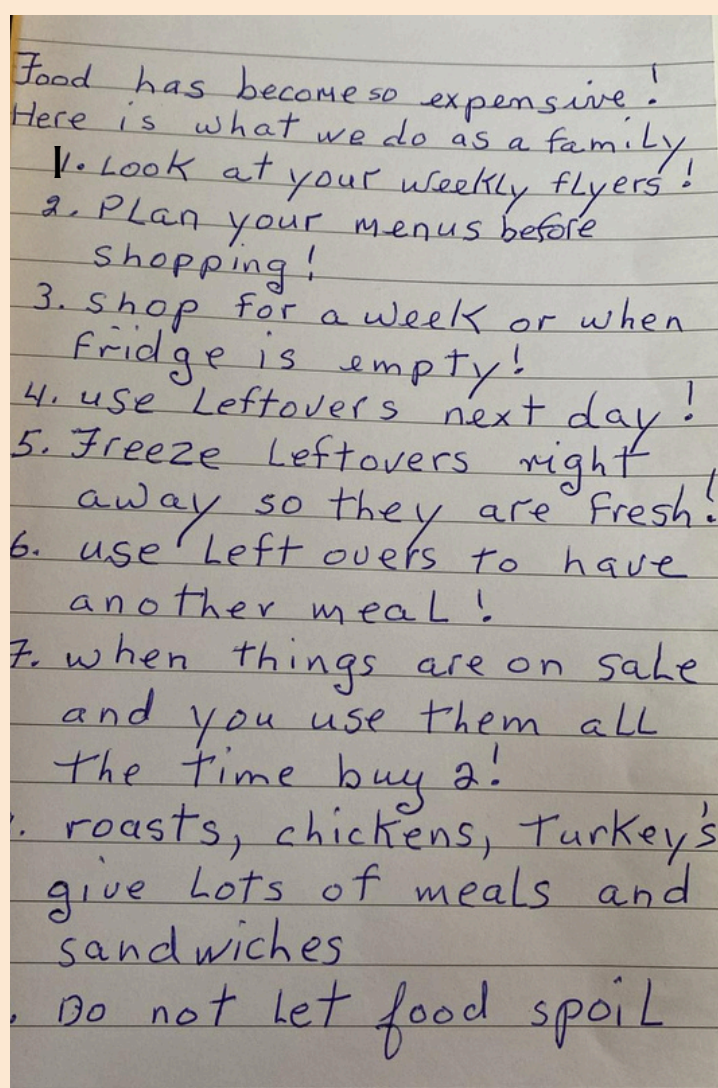 Food has become so expensive!
Here is what we do as a family
1. Look at your weekly flyers!
2. Plan your menus before
shopping!
3. Shop for a week or when
fridge is empty!
4. use Leftovers next day!
5. Freeze Leftovers right
away so they are fresh!
6. use Left overs to have
another meal!
7. when things are on sale
and you use them all
the time buy 2!
. roasts, chickens, Turkey's
give Lots of meals and
sandwiches
. Do not let food spoil